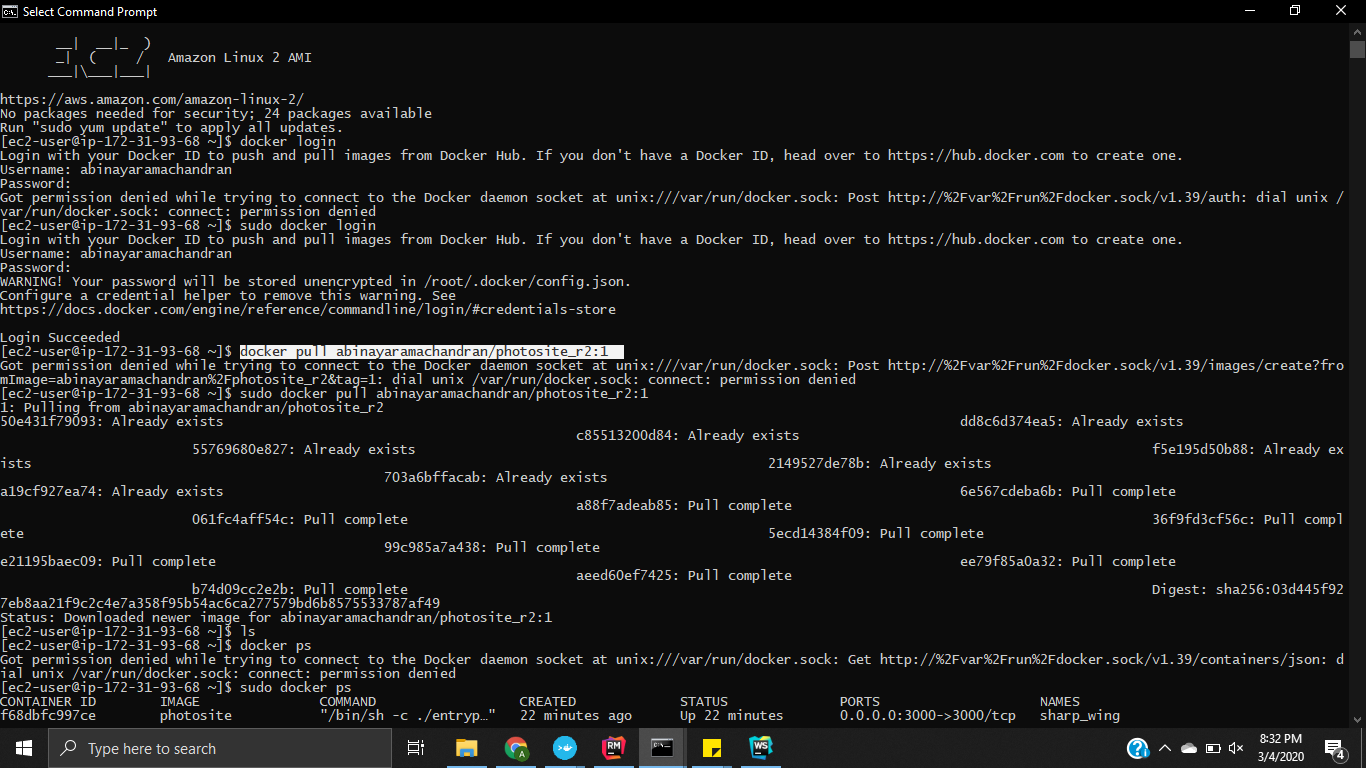 Select Command Prompt
__| __|_ )
_| ( / Amazon Linux 2 AMI
___|\___|___|
https://aws.amazon.com/amazon-linux-2/
No packages needed for security; 24 packages available
Run "sudo yum update" to apply all updates.
[ec2-user@ip-172-31-93-68 ~]$ docker login
Login with your Docker ID to push and pull images from Docker Hub. If you don't have a Docker ID, head over to https://hub.docker.com to create one.
Username: abinayaramachandran
Password:
Got permission denied while trying to connect to the Docker daemon socket at unix:///var/run/docker.sock: Post http://%2Fvar%2Frun%2Fdocker.sock/v1.39/auth: dial unix /
var/run/docker.sock: connect: permission denied
[ec2-user@ip-172-31-93-68 ~]$ sudo docker login
Login with your Docker ID to push and pull images from Docker Hub. If you don't have a Docker ID, head over to https://hub.docker.com to create one.
Username: abinayaramachandran
Password:
WARNING! Your password will be stored unencrypted in /root/.docker/config.json.
Configure a credential helper to remove this warning. See
https://docs.docker.com/engine/reference/commandline/login/#credentials-store
Login Succeeded
[ec2-user@ip-172-31-93-68 ~]$ docker pull abinayaramachandran/photosite_r2:1
Got permission denied while trying to connect to the Docker daemon socket at unix:///var/run/docker.sock: Post http://%2Fvar%2Frun%2Fdocker.sock/v1.39/images/create?fro
mImage=abinayaramachandran%2Fphotosite_r2&tag=1: dial unix /var/run/docker.sock: connect: permission denied
[ec2-user@ip-172-31-93-68 ~]$ sudo docker pull abinayaramachandran/photosite_r2:1
1: Pulling from abinayaramachandran/photosite_r2
50e431f79093: Already exists dd8c6d374ea5: Already exists
c85513200d84: Already exists
55769680e827: Already exists f5e195d50b88: Already ex
ists 2149527de78b: Already exists
703a6bffacab: Already exists
a19cf927ea74: Already exists 6e567cdeba6b: Pull complete
a88f7adeab85: Pull complete
061fc4aff54c: Pull complete 36f9fd3cf56c: Pull compl
ete 5ecd14384f09: Pull complete
99c985a7a438: Pull complete
e21195baec09: Pull complete ee79f85a0a32: Pull complete
aeed60ef7425: Pull complete
b74d09cc2e2b: Pull complete Digest: sha256:03d445f92
7eb8aa21f9c2c4e7a358f95b54ac6ca277579bd6b8575533787af49
Status: Downloaded newer image for abinayaramachandran/photosite_r2:1
[ec2-user@ip-172-31-93-68 ~]$ ls
[ec2-user@ip-172-31-93-68 ~]$ docker ps
Got permission denied while trying to connect to the Docker daemon socket at unix:///var/run/docker.sock: Get http://%2Fvar%2Frun%2Fdocker.sock/v1.39/containers/json: d
ial unix /var/run/docker.sock: connect: permission denied
[ec2-user@ip-172-31-93-68 ~]$ sudo docker ps
CONTAINER ID IMAGE COMMAND CREATED STATUS PORTS NAMES
f68dbfc997ce photosite "/bin/sh -c ./entryp…" 22 minutes ago Up 22 minutes 0.0.0.0:3000->3000/tcp sharp_wing
Type here to search
A
RM
WS
8:32 PM
3/4/2020
4